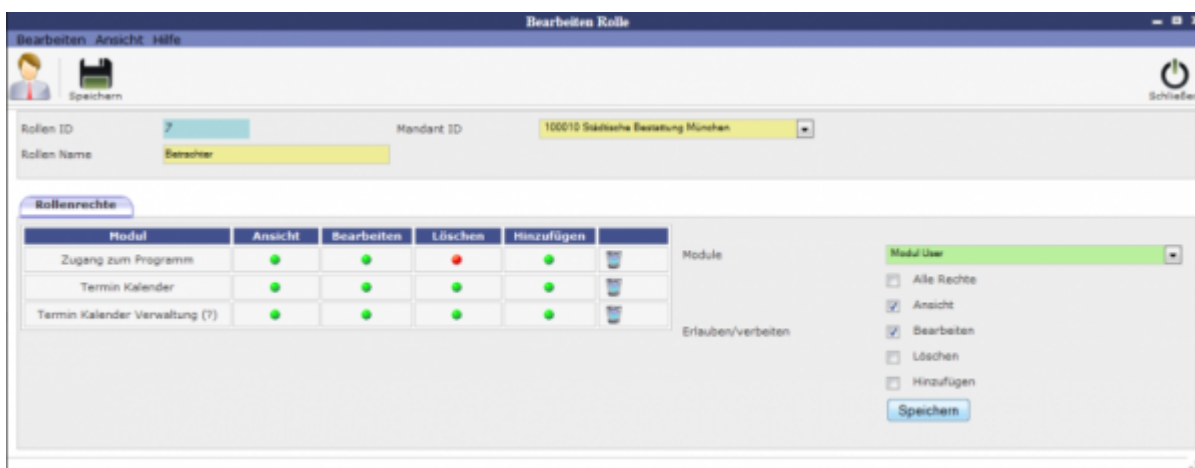 Bearbeiten Rolle
Bearbeiten Ansicht Hilfe
Speichern
Schließen
Rollen ID 7 Mandant ID 100010 Städtische Bestattung München
Rollen Name Betrachter
Rollenrechte
Modul Ansicht Bearbeiten Löschen Hinzufügen
Zugang zum Programm
Termin Kalender
Termin Kalender Verwaltung (?)
Module Modul User
Alle Rechte
Ansicht
Erlauben/verbeiten
Bearbeiten
Löschen
Hinzufügen
Speichern